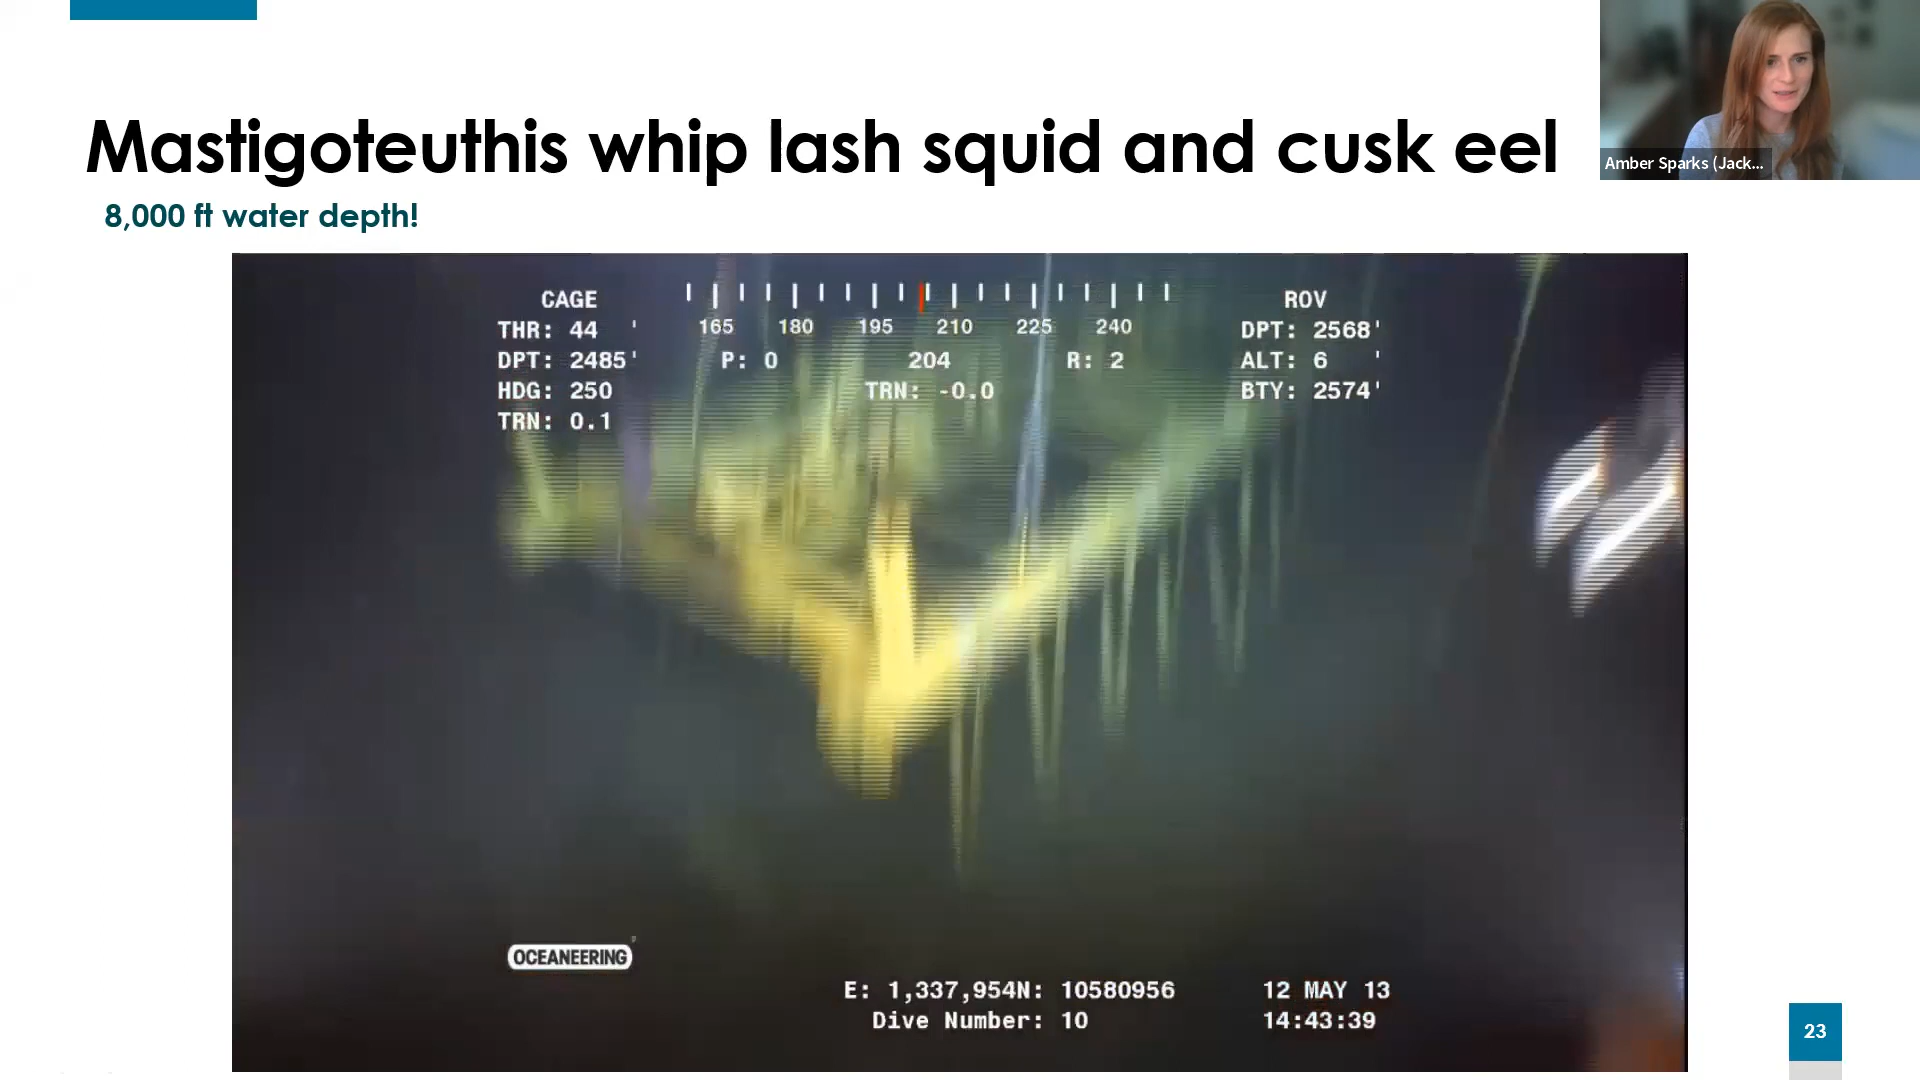 Mastigoteuthis whip lash squid and cusk eel
Amber Sparks (Jack...
8,000 ft water depth!
CAGE
THR: 44 '
DPT: 2485'
HDG: 250
TRN: 0.1
165 180 195 210 225 240
P: 0 204 R: 2
TRN: -0.0
ROV
DPT: 2568'
ALT: 6 '
BTY: 2574'
OCEANEERING
E: 1,337,954N: 10580956
Dive Number: 10
12 MAY 13
14:43:39
23